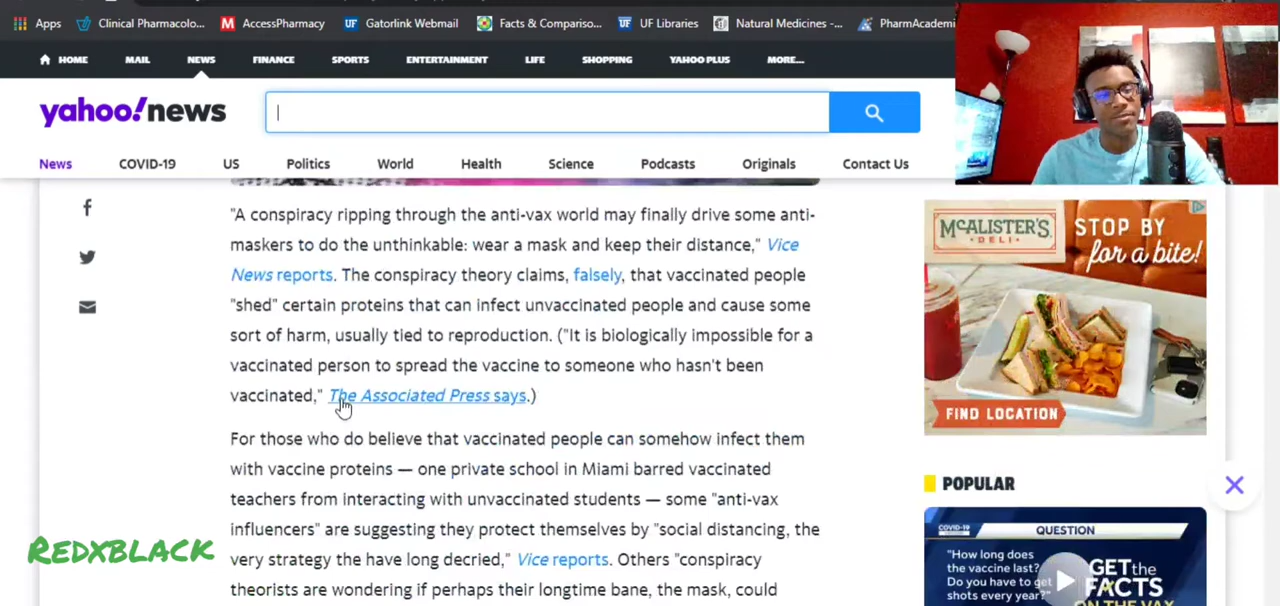 Apps Clinical Pharmacolo... AccessPharmacy Gatorlink Webmail Facts & Compariso... UF Libraries Natural Medicines -... PharmAcademi
HOME MAIL NEWS FINANCE SPORTS ENTERTAINMENT LIFE SHOPPING YAHOO PLUS MORE...
yahoo!news
News COVID-19 US Politics World Health Science Podcasts Originals Contact Us
"A conspiracy ripping through the anti-vax world may finally drive some anti-
maskers to do the unthinkable: wear a mask and keep their distance," Vice
News reports. The conspiracy theory claims, falsely, that vaccinated people
"shed" certain proteins that can infect unvaccinated people and cause some
sort of harm, usually tied to reproduction. ("It is biologically impossible for a
vaccinated person to spread the vaccine to someone who hasn't been
vaccinated," The Associated Press says.)
For those who do believe that vaccinated people can somehow infect them
with vaccine proteins — one private school in Miami barred vaccinated
teachers from interacting with unvaccinated students — some "anti-vax
influencers" are suggesting they protect themselves by "social distancing, the
very strategy the have long decried," Vice reports. Others "conspiracy
theorists are wondering if perhaps their longtime bane, the mask, could
REDXBLACK
McALISTER'S
DELI
STOP BY
for a bite!
FIND LOCATION
POPULAR
COVID-19
QUESTION
"How long does
the vaccine last?
Do you have to get
shots every year?"
GET the
FACTS
ON THE VAX